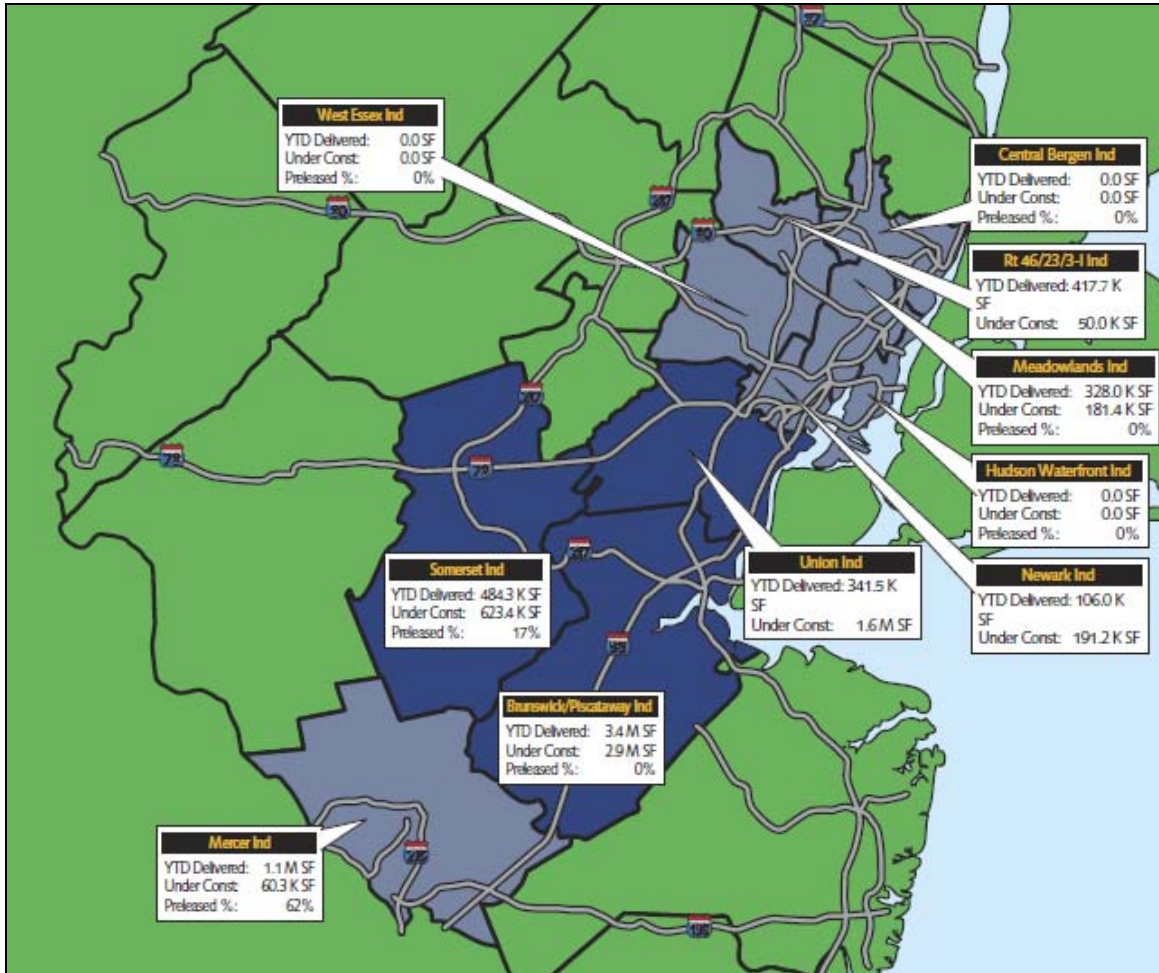 West Essex Ind
YTD Delivered: 0.0 SF
Under Const: 0.0 SF
Preleased %: 0%
Central Bergen Ind
YTD Delivered: 0.0 SF
Under Const: 0.0 SF
Preleased %: 0%
Rt 46/23/3-I Ind
YTD Delivered: 417.7 K
SF
Under Const: 50.0 K SF
Meadowlands Ind
YTD Delivered: 328.0 K SF
Under Const: 181.4 K SF
Preleased %: 0%
Hudson Waterfront Ind
YTD Delivered: 0.0 SF
Under Const: 0.0 SF
Preleased %: 0%
Newark Ind
YTD Delivered: 106.0 K
SF
Under Const: 191.2 K SF
Union Ind
YTD Delivered: 341.5 K
SF
Under Const: 1.6 M SF
Somerset Ind
YTD Delivered: 484.3 K SF
Under Const: 623.4 K SF
Preleased %: 17%
Brunswick/Piscataway Ind
YTD Delivered: 3.4 M SF
Under Const: 2.9 M SF
Preleased %: 0%
Mercer Ind
YTD Delivered: 1.1 M SF
Under Const: 60.3 K SF
Preleased %: 62%
80
287
80
78
78
287
95
195